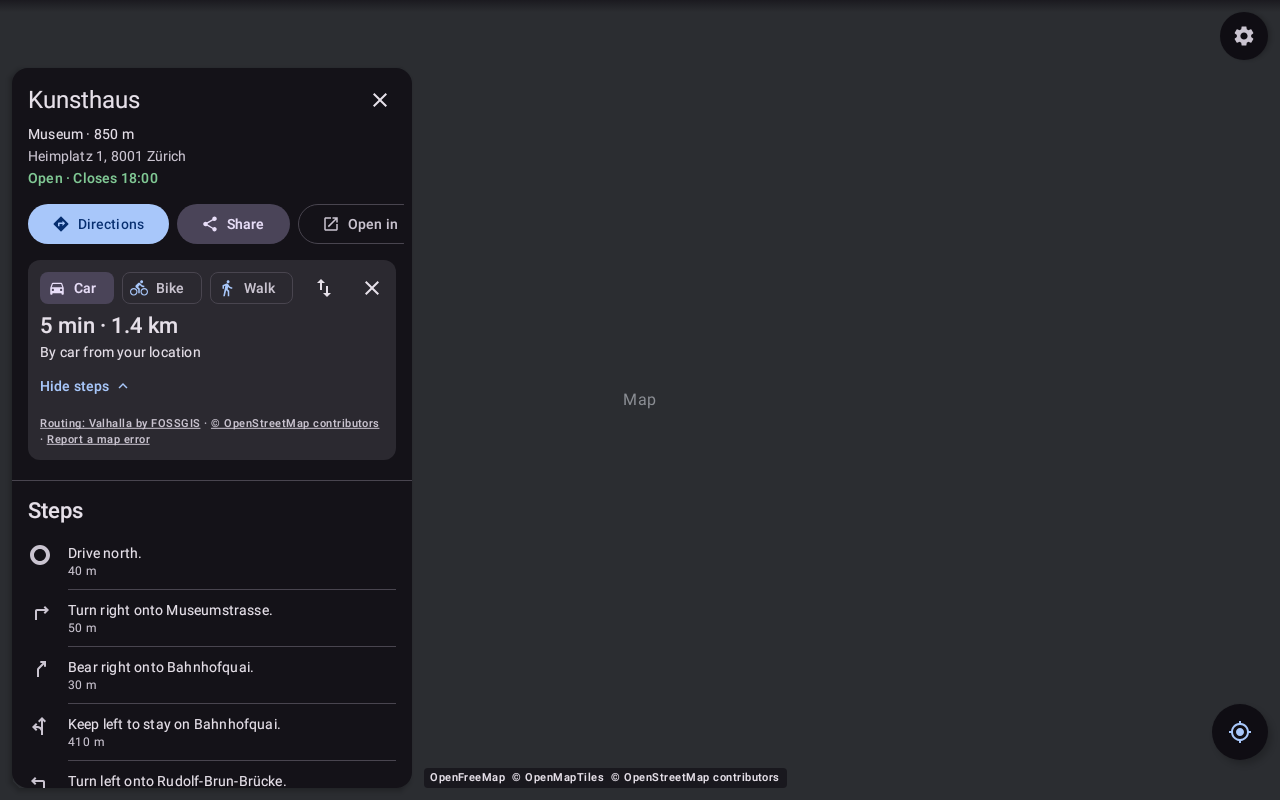 Kunsthaus
Museum · 850 m
Heimplatz 1, 8001 Zürich
Open · Closes 18:00
Directions
Share
Open in
Car
Bike
Walk
5 min · 1.4 km
By car from your location
Hide steps
Routing: Valhalla by FOSSGIS · © OpenStreetMap contributors
· Report a map error
Steps
Drive north.
40 m
Turn right onto Museumstrasse.
50 m
Bear right onto Bahnhofquai.
30 m
Keep left to stay on Bahnhofquai.
410 m
Turn left onto Rudolf-Brun-Brücke.
Map
OpenFreeMap © OpenMapTiles © OpenStreetMap contributors